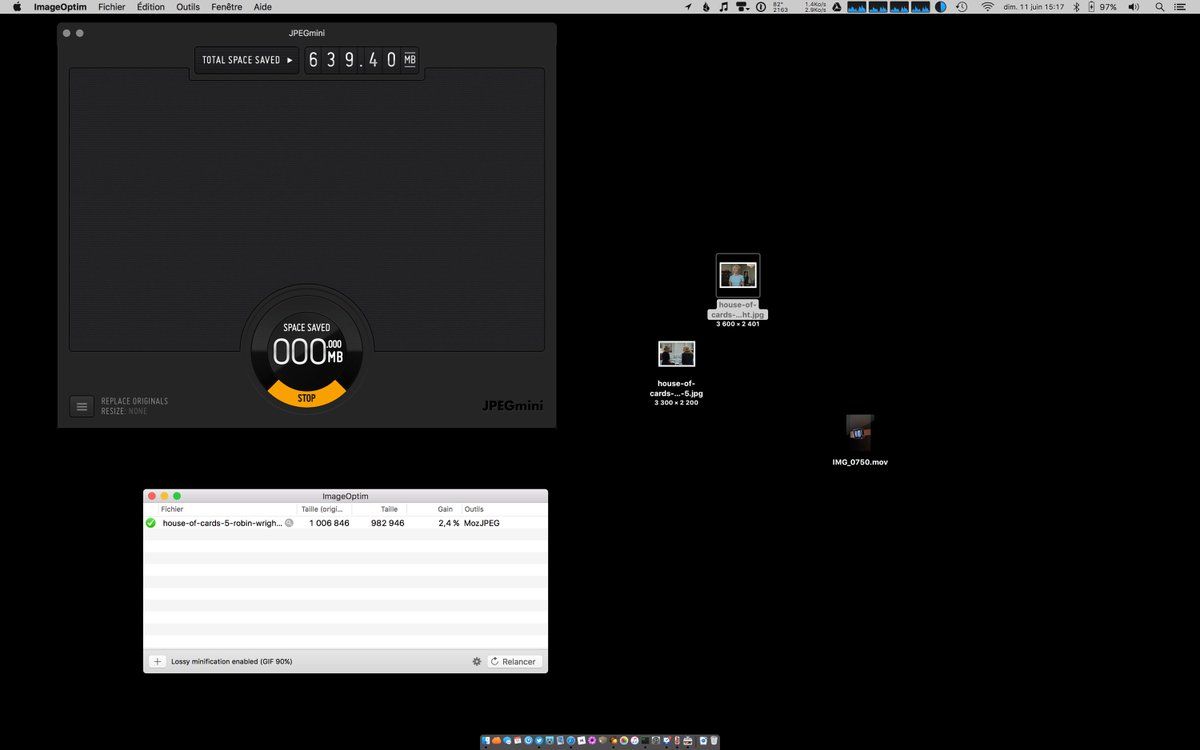 ImageOptim Fichier Édition Outils Fenêtre Aide
82° 2163 1.4Ko/s 2.9Ko/s dim. 11 juin 15:17 97%
JPEGmini
TOTAL SPACE SAVED 639.40 MB
SPACE SAVED
000.000 MB
STOP
REPLACE ORIGINALS
RESIZE: NONE
JPEGmini
house-of-
cards-...ht.jpg
3 600 × 2 401
house-of-
cards-...-5.jpg
3 300 × 2 200
IMG_0750.mov
ImageOptim
Fichier Taille (origi... Taille Gain Outils
house-of-cards-5-robin-wrigh... 1 006 846 982 946 2,4 % MozJPEG
Lossy minification enabled (GIF 90%) Relancer